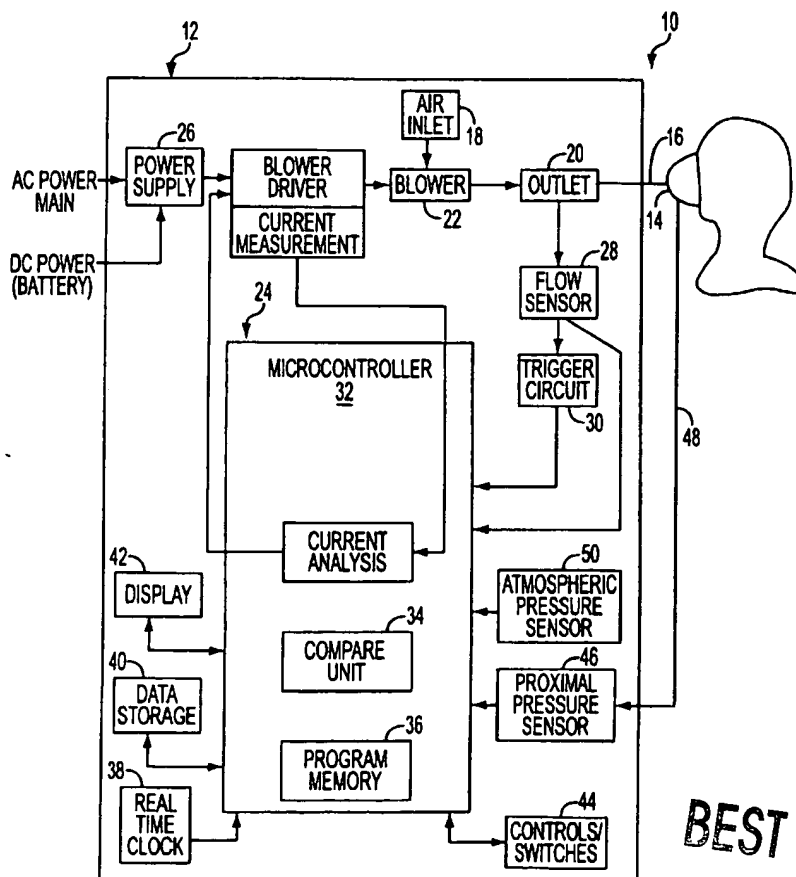 12
10
AIR
INLET
18
26
POWER
SUPPLY
AC POWER
MAIN
DC POWER
(BATTERY)
BLOWER
DRIVER
CURRENT
MEASUREMENT
BLOWER
22
20
OUTLET
16
14
28
FLOW
SENSOR
TRIGGER
CIRCUIT
30
48
24
MICROCONTROLLER
32
CURRENT
ANALYSIS
42
DISPLAY
34
COMPARE
UNIT
50
ATMOSPHERIC
PRESSURE
SENSOR
40
DATA
STORAGE
46
PROXIMAL
PRESSURE
SENSOR
36
PROGRAM
MEMORY
38
REAL
TIME
CLOCK
44
CONTROLS/
SWITCHES
BEST